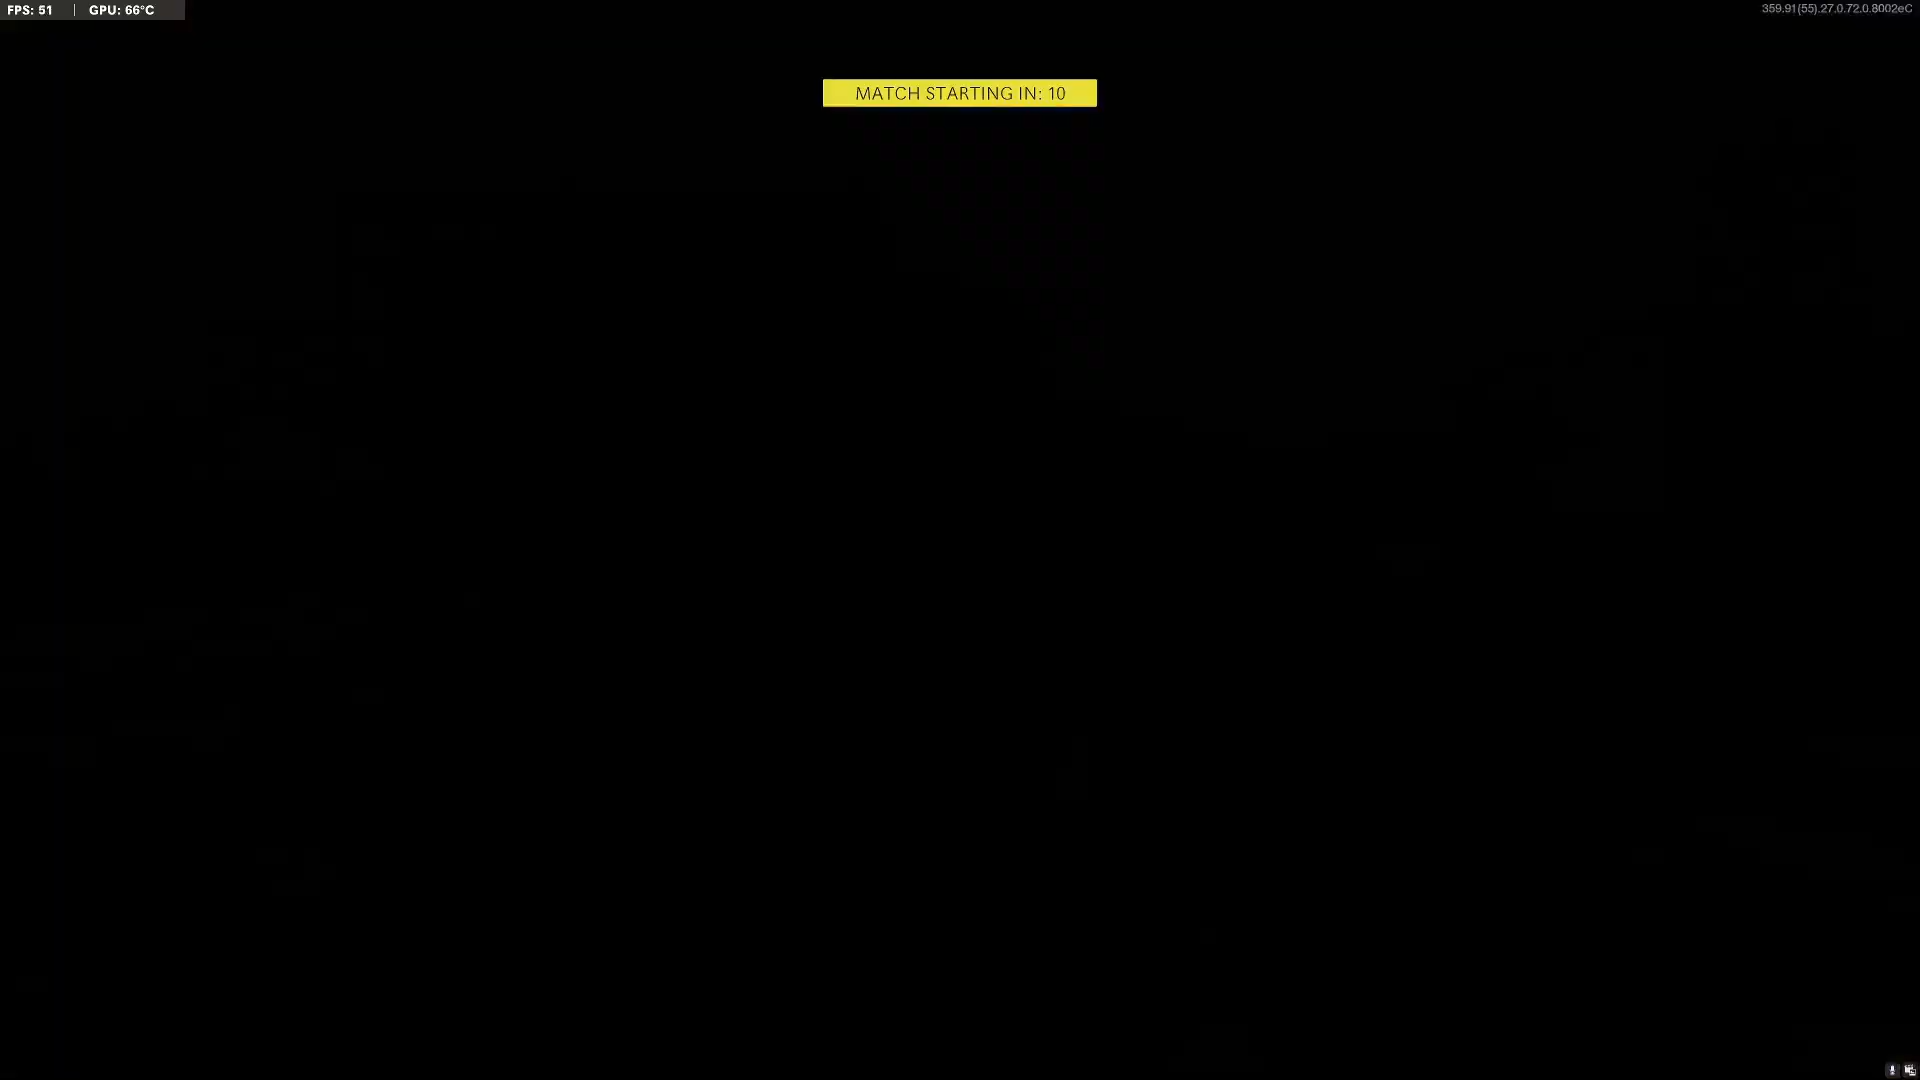 FPS: 51 | GPU: 66°C
359.91(55).27.0.72.0.8002eC
MATCH STARTING IN: 10